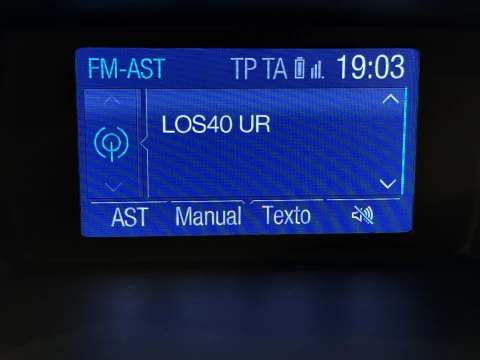 FM-AST TP TA 19:03
LOS40 UR
AST Manual Texto